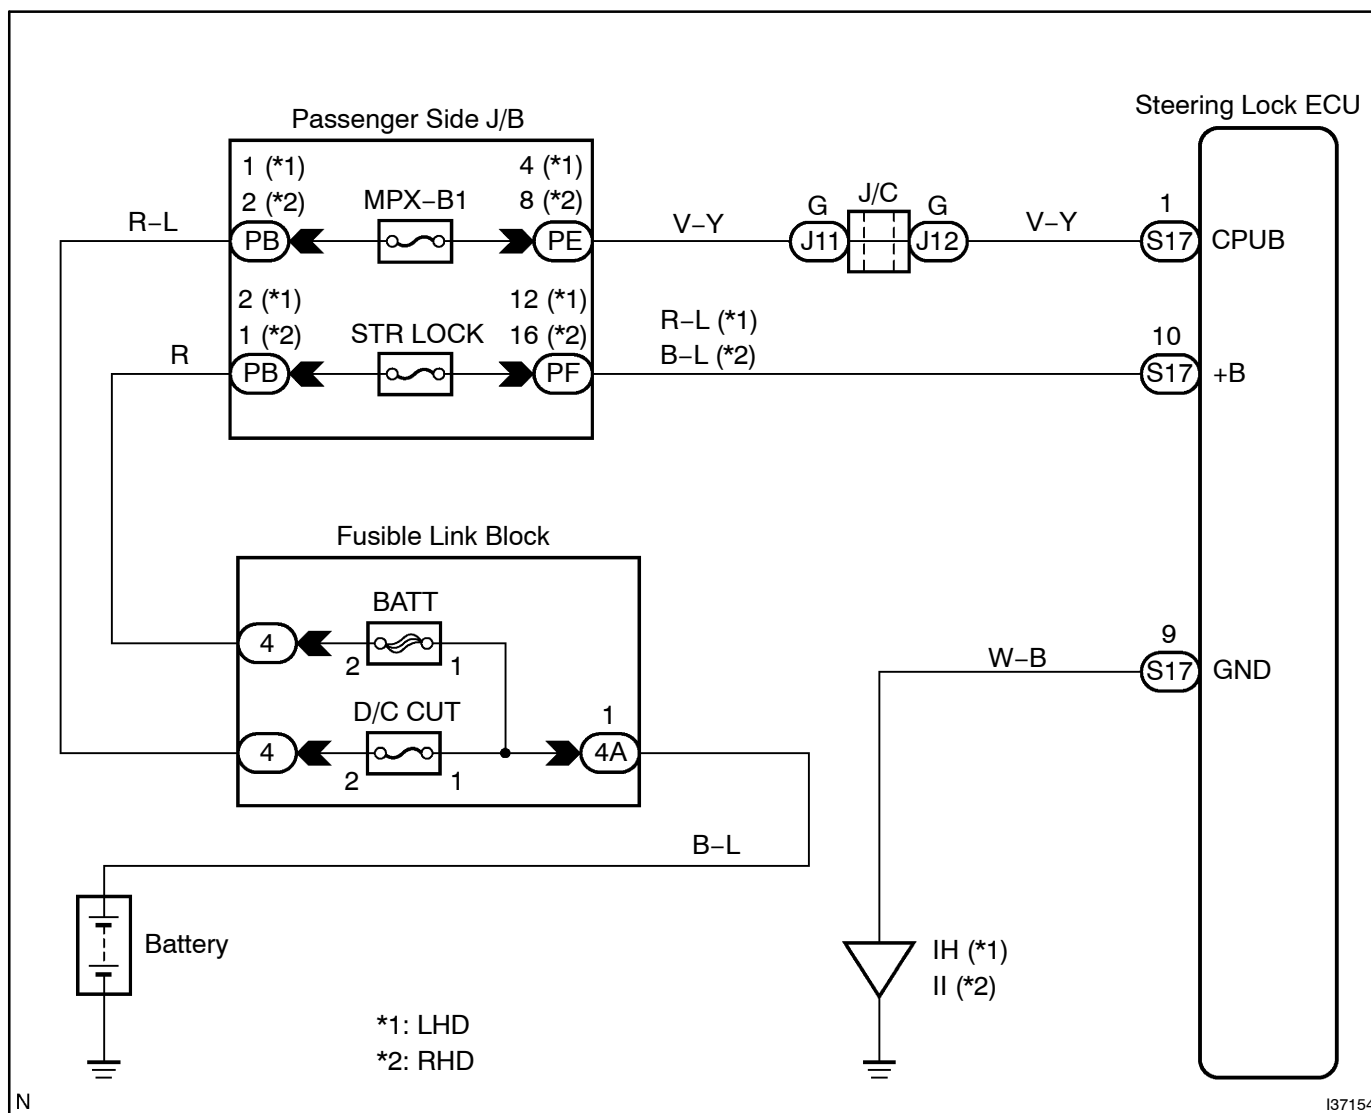 Steering Lock ECU
Passenger Side J/B
1 (*1)
2 (*2)
PB
MPX−B1
4 (*1)
8 (*2)
PE
R−L
V−Y
G
J11
J/C
G
J12
V−Y
1
S17
CPUB
2 (*1)
1 (*2)
PB
STR LOCK
12 (*1)
16 (*2)
PF
R
R−L (*1)
B−L (*2)
10
S17
+B
Fusible Link Block
BATT
4
2
1
D/C CUT
4
2
1
1
4A
B−L
W−B
9
S17
GND
Battery
IH (*1)
II (*2)
*1: LHD
*2: RHD
N
I37154